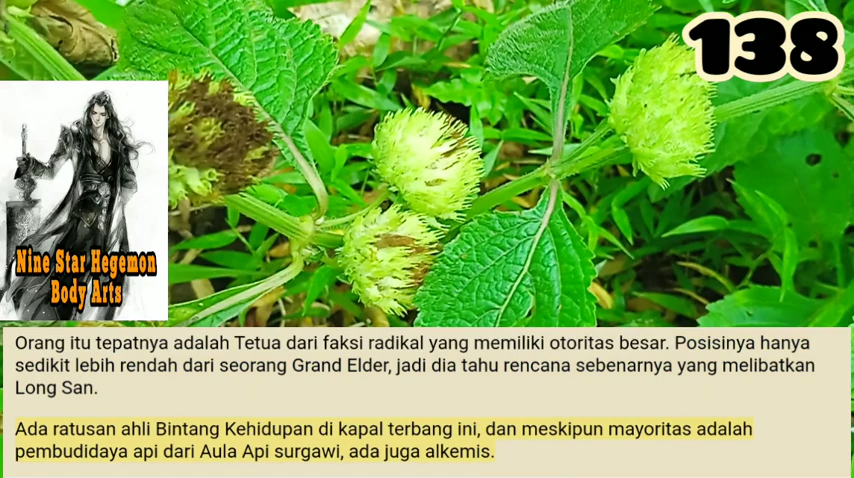 138
Nine Star Hegemon
Body Arts
Orang itu tepatnya adalah Tetua dari faksi radikal yang memiliki otoritas besar. Posisinya hanya
sedikit lebih rendah dari seorang Grand Elder, jadi dia tahu rencana sebenarnya yang melibatkan
Long San.
Ada ratusan ahli Bintang Kehidupan di kapal terbang ini, dan meskipun mayoritas adalah
pembudidaya api dari Aula Api surgawi, ada juga alkemis.